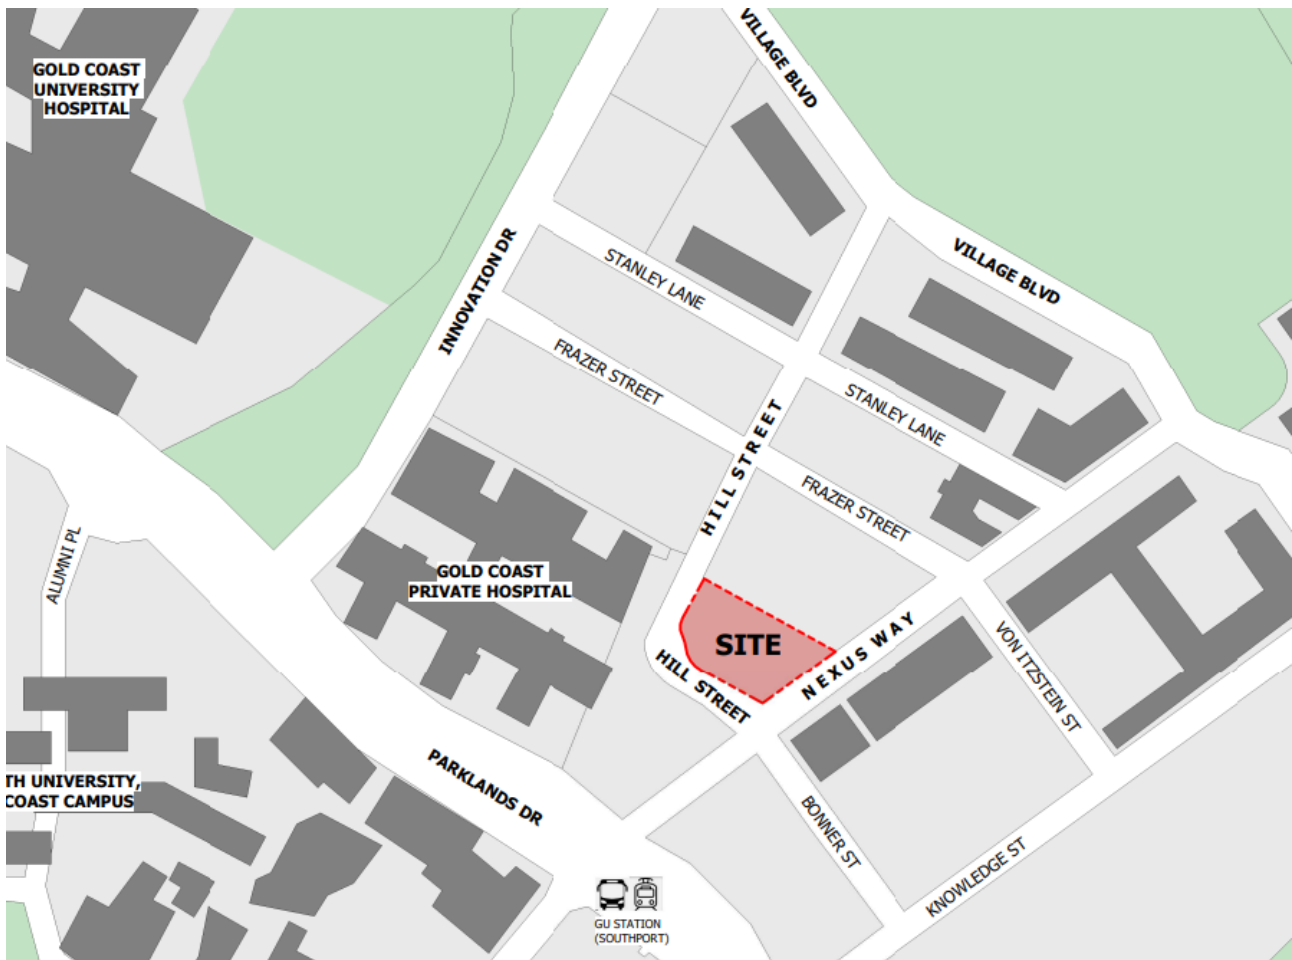 VILLAGE BLVD
GOLD COAST
UNIVERSITY
HOSPITAL
INNOVATION DR
STANLEY LANE
VILLAGE BLVD
FRAZER STREET
HILL STREET
STANLEY LANE
FRAZER STREET
ALUMNI PL
GOLD COAST
PRIVATE HOSPITAL
SITE
NEXUS WAY
HILL STREET
VON ITZSTEIN ST
PARKLANDS DR
TH UNIVERSITY,
COAST CAMPUS
BONNER ST
KNOWLEDGE ST
GU STATION
(SOUTHPORT)